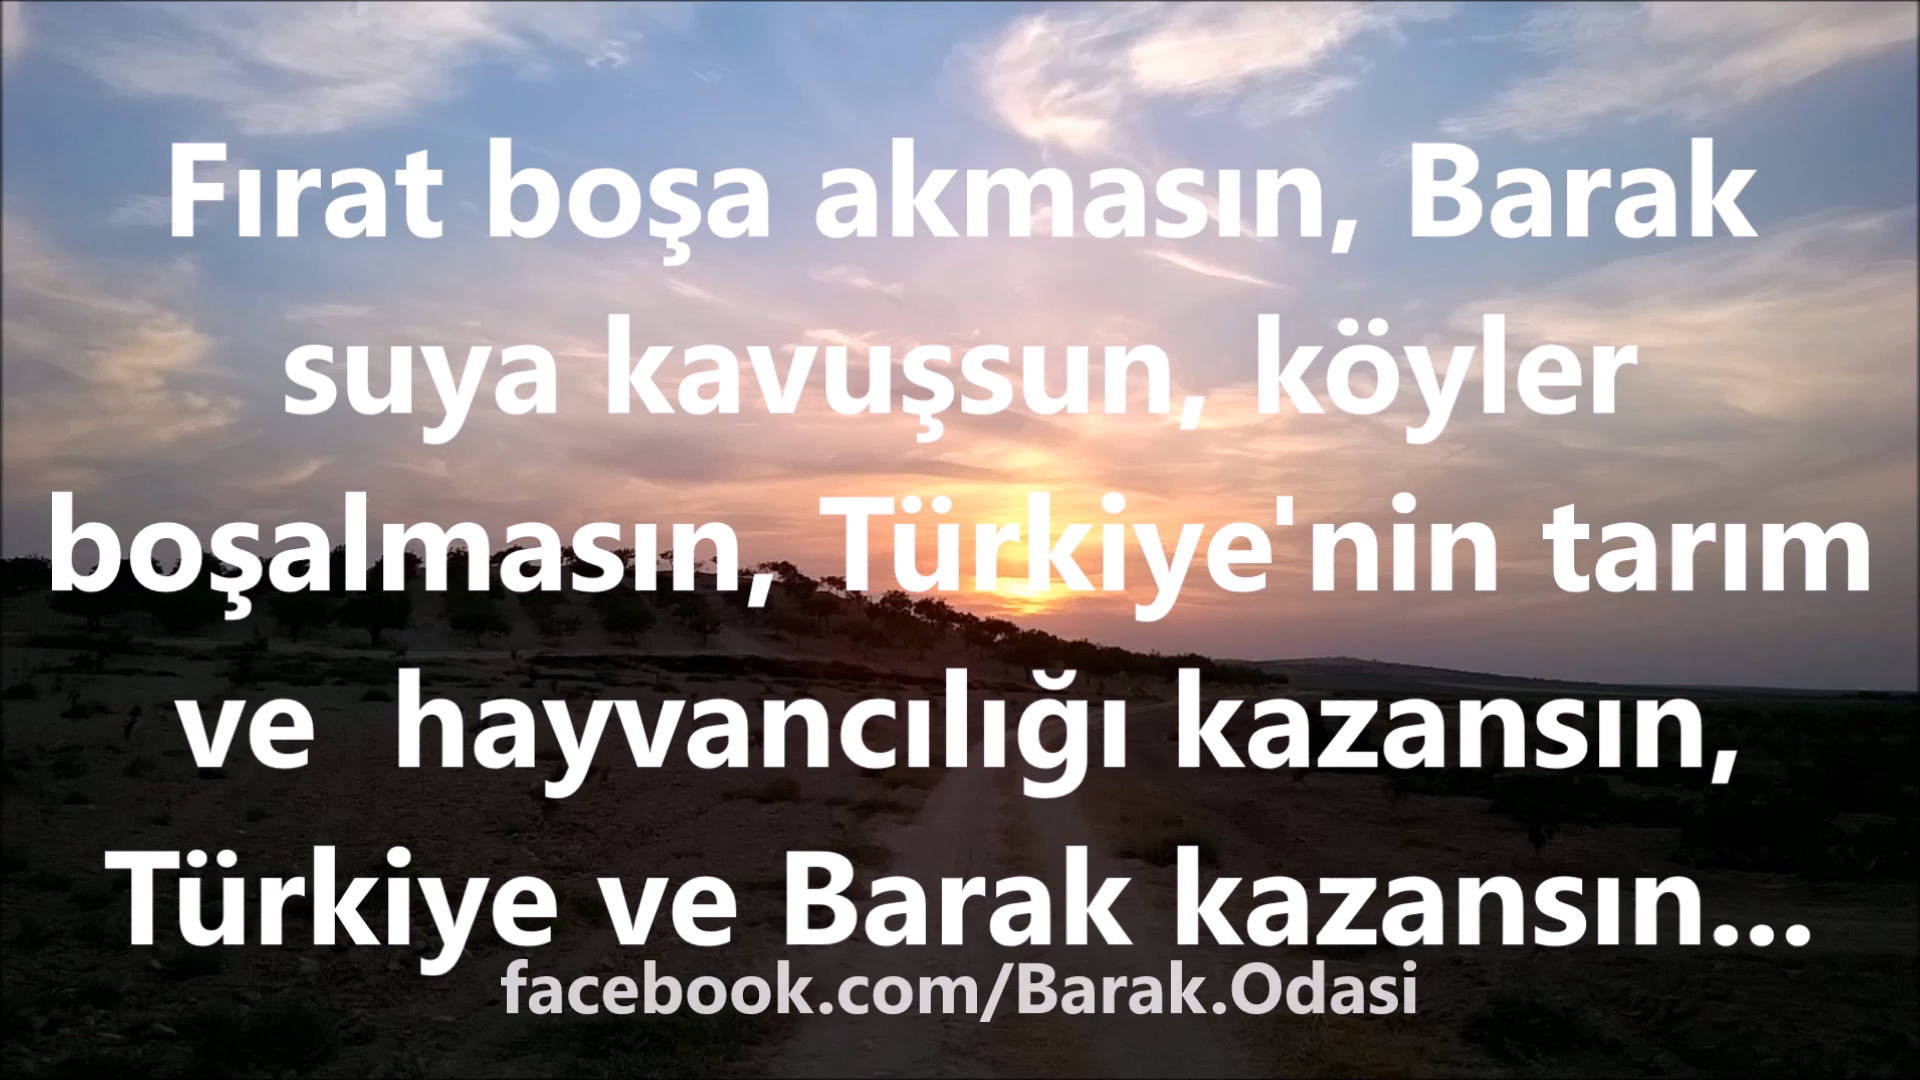 Fırat boşa akmasın, Barak
suya kavuşsun, köyler
boşalmasın, Türkiye'nin tarım
ve  hayvancılığı kazansın,
Türkiye ve Barak kazansın...
facebook.com/Barak.Odasi